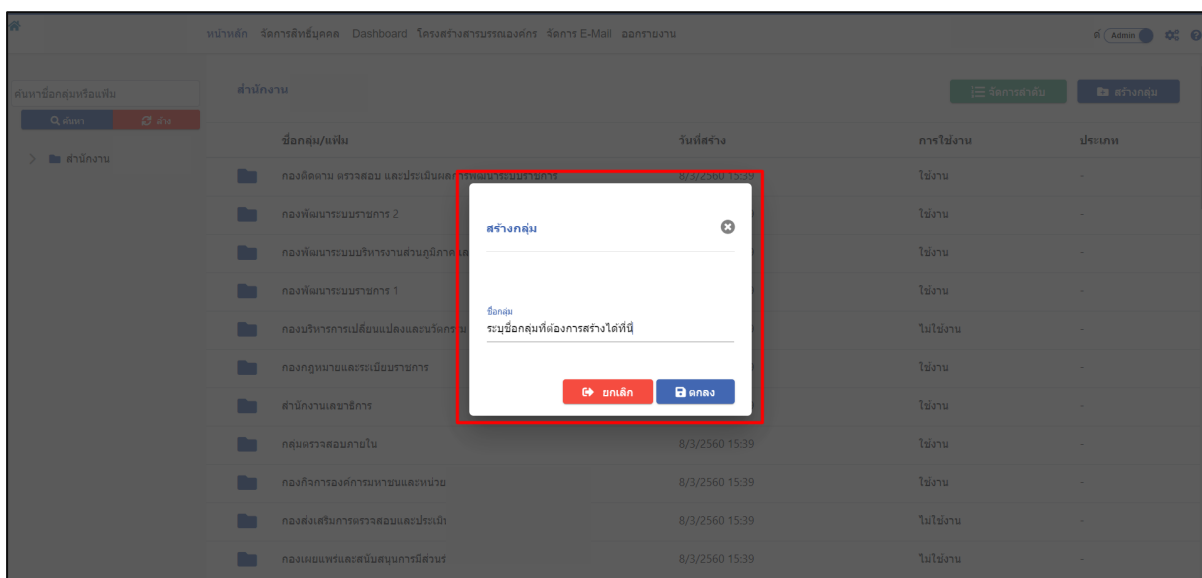 หน้าหลัก จัดการสิทธิ์บุคคล Dashboard โครงสร้างสารบรรณองค์กร จัดการ E-Mail ออกรายงาน
Admin
ค้นหาชื่อกลุ่มหรือแฟ้ม
ค้นหา ล้าง
สำนักงาน
สำนักงาน
จัดการลำดับ สร้างกลุ่ม
ชื่อกลุ่ม/แฟ้ม วันที่สร้าง การใช้งาน ประเภท
กองติดตาม ตรวจสอบ และประเมินผลการพัฒนาระบบราชการ 8/3/2560 15:39 ใช้งาน -
กองพัฒนาระบบราชการ 2 ใช้งาน -
กองพัฒนาระบบบริหารงานส่วนภูมิภาค ใช้งาน -
กองพัฒนาระบบราชการ 1 ใช้งาน -
กองบริหารการเปลี่ยนแปลงและนวัตกรรม ไม่ใช้งาน -
กองกฎหมายและระเบียบราชการ ใช้งาน -
สำนักงานเลขาธิการ ใช้งาน -
กลุ่มตรวจสอบภายใน 8/3/2560 15:39 ใช้งาน -
กองกิจการองค์การมหาชนและหน่วย 8/3/2560 15:39 ใช้งาน -
กองส่งเสริมการตรวจสอบและประเมิ 8/3/2560 15:39 ไม่ใช้งาน -
กองเผยแพร่และสนับสนุนการมีส่วนร่ 8/3/2560 15:39 ไม่ใช้งาน -
สร้างกลุ่ม
ชื่อกลุ่ม
ระบุชื่อกลุ่มที่ต้องการสร้างได้ที่นี่
ยกเลิก ตกลง